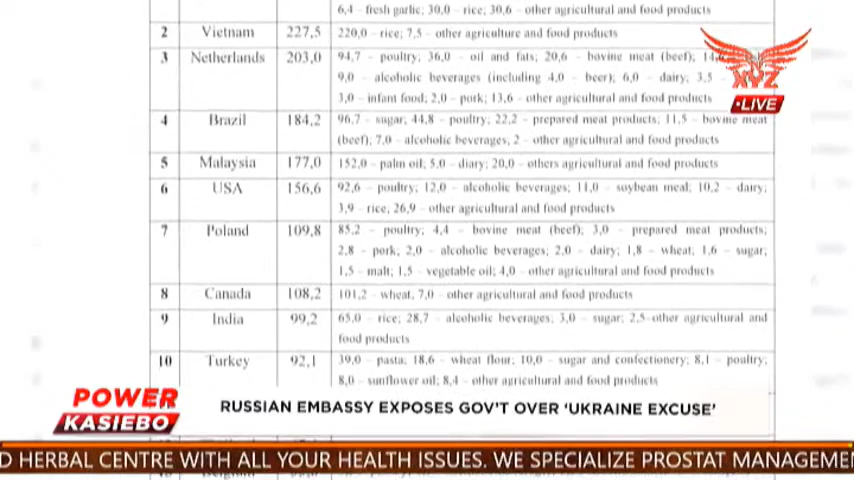 6,4 – fresh garlic; 30,0 – rice; 30,6 – other agricultural and food products
2 Vietnam 227,5 220,0 – rice; 7,5 – other agriculture and food products
3 Netherlands 203,0 94,7 – poultry; 36,0 – oil and fats; 20,6 – bovine meat (beef);
9,0 – alcoholic beverages (including 4,0 – beer); 6,0 – dairy; 3,5
3,0 – infant food; 2,0 – pork; 13,6 – other agricultural and food products
4 Brazil 184,2 96,7 – sugar; 44,8 – poultry; 22,2 – prepared meat products; 11,5 – bovine meat
(beef); 7,0 – alcoholic beverages, 2 – other agricultural and food products
5 Malaysia 177,0 152,0 – palm oil; 5,0 – diary; 20,0 – others agricultural and food products
6 USA 156,6 92,6 – poultry; 12,0 – alcoholic beverages; 11,0 – soybean meal; 10,2 – dairy;
3,9 – rice; 26,9 – other agricultural and food products
7 Poland 109,8 85,2 – poultry; 4,4 – bovine meat (beef); 3,0 – prepared meat products;
2,8 – pork; 2,0 – alcoholic beverages; 2,0 – dairy; 1,8 – wheat; 1,6 – sugar;
1,5 – malt; 1,5 – vegetable oil; 4,0 – other agricultural and food products
8 Canada 108,2 101,2 – wheat, 7,0 – other agricultural and food products
9 India 99,2 65,0 – rice; 28,7 – alcoholic beverages; 3,0 – sugar; 2,5–other agricultural and
food products
10 Turkey 92,1 39,0 – pasta; 18,6 – wheat flour; 10,0 – sugar and confectionery; 8,1 – poultry;
8,0 – sunflower oil; 8,4 – other agricultural and food products
XYZ
•LIVE
POWER
KASIEBO
RUSSIAN EMBASSY EXPOSES GOV'T OVER 'UKRAINE EXCUSE'
D HERBAL CENTRE WITH ALL YOUR HEALTH ISSUES. WE SPECIALIZE PROSTAT MANAGEME